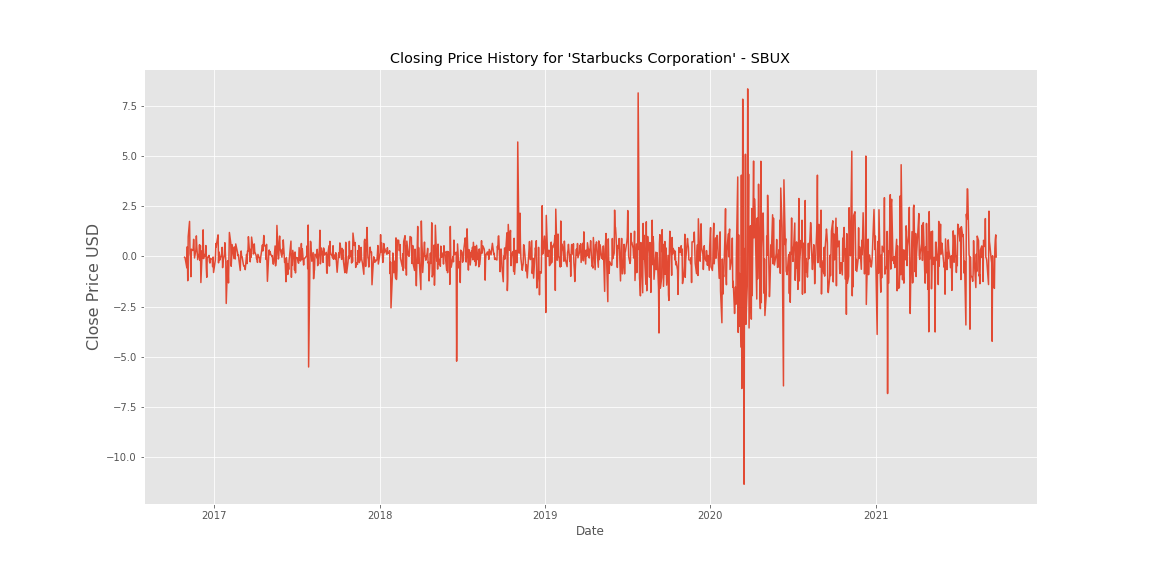 Closing Price History for 'Starbucks Corporation' - SBUX
Close Price USD
7.5
5.0
2.5
0.0
−2.5
−5.0
−7.5
−10.0
2017 2018 2019 2020 2021
Date